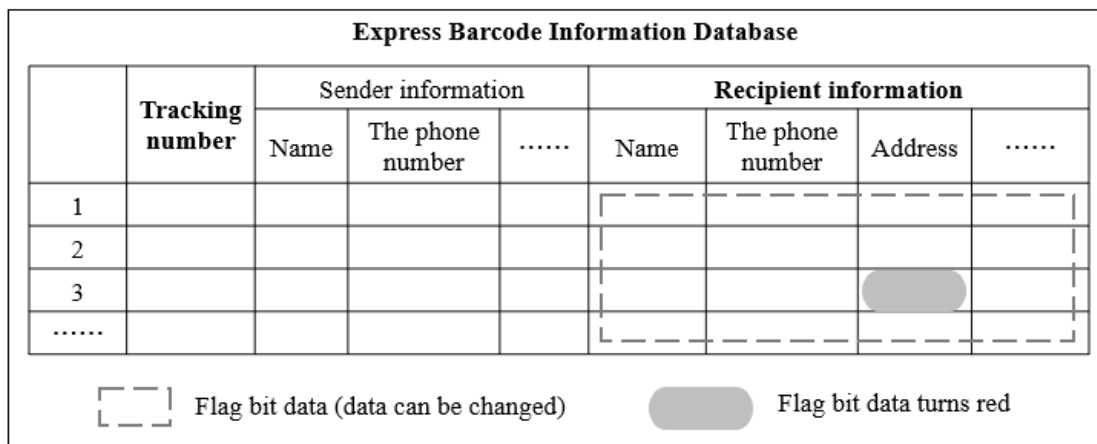 Express Barcode Information Database
Tracking number
Sender information
Recipient information
Name
The phone number
......
Name
The phone number
Address
......
1
2
3
......
Flag bit data (data can be changed)
Flag bit data turns red